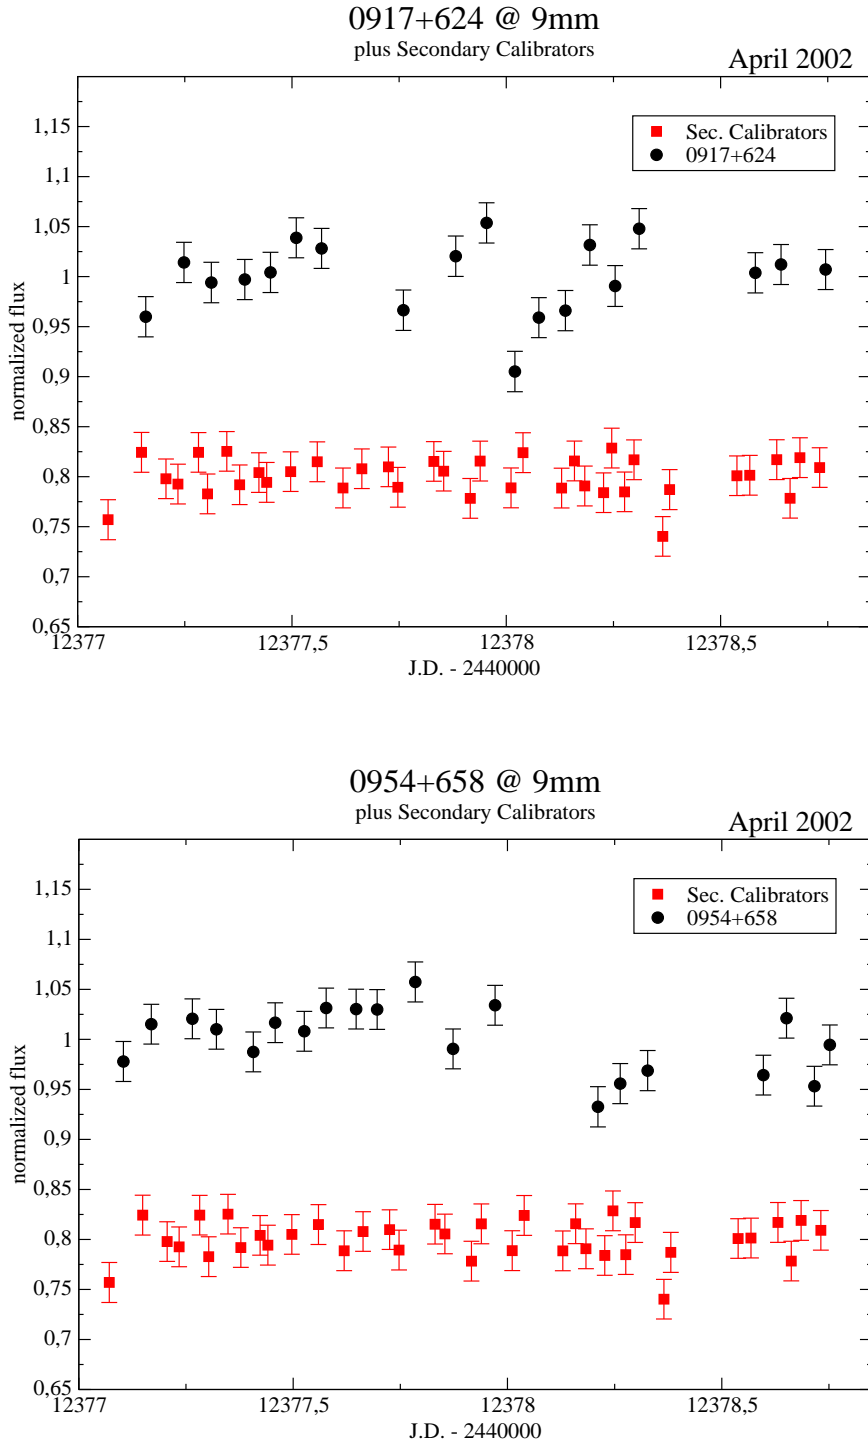 0917+624 @ 9mm
plus Secondary Calibrators
April 2002
1,15
1,1
1,05
1
0,95
0,9
0,85
0,8
0,75
0,7
0,65
normalized flux
Sec. Calibrators
0917+624
12377
12377,5
12378
12378,5
J.D. - 2440000
0954+658 @ 9mm
plus Secondary Calibrators
April 2002
1,15
1,1
1,05
1
0,95
0,9
0,85
0,8
0,75
0,7
0,65
normalized flux
Sec. Calibrators
0954+658
12377
12377,5
12378
12378,5
J.D. - 2440000